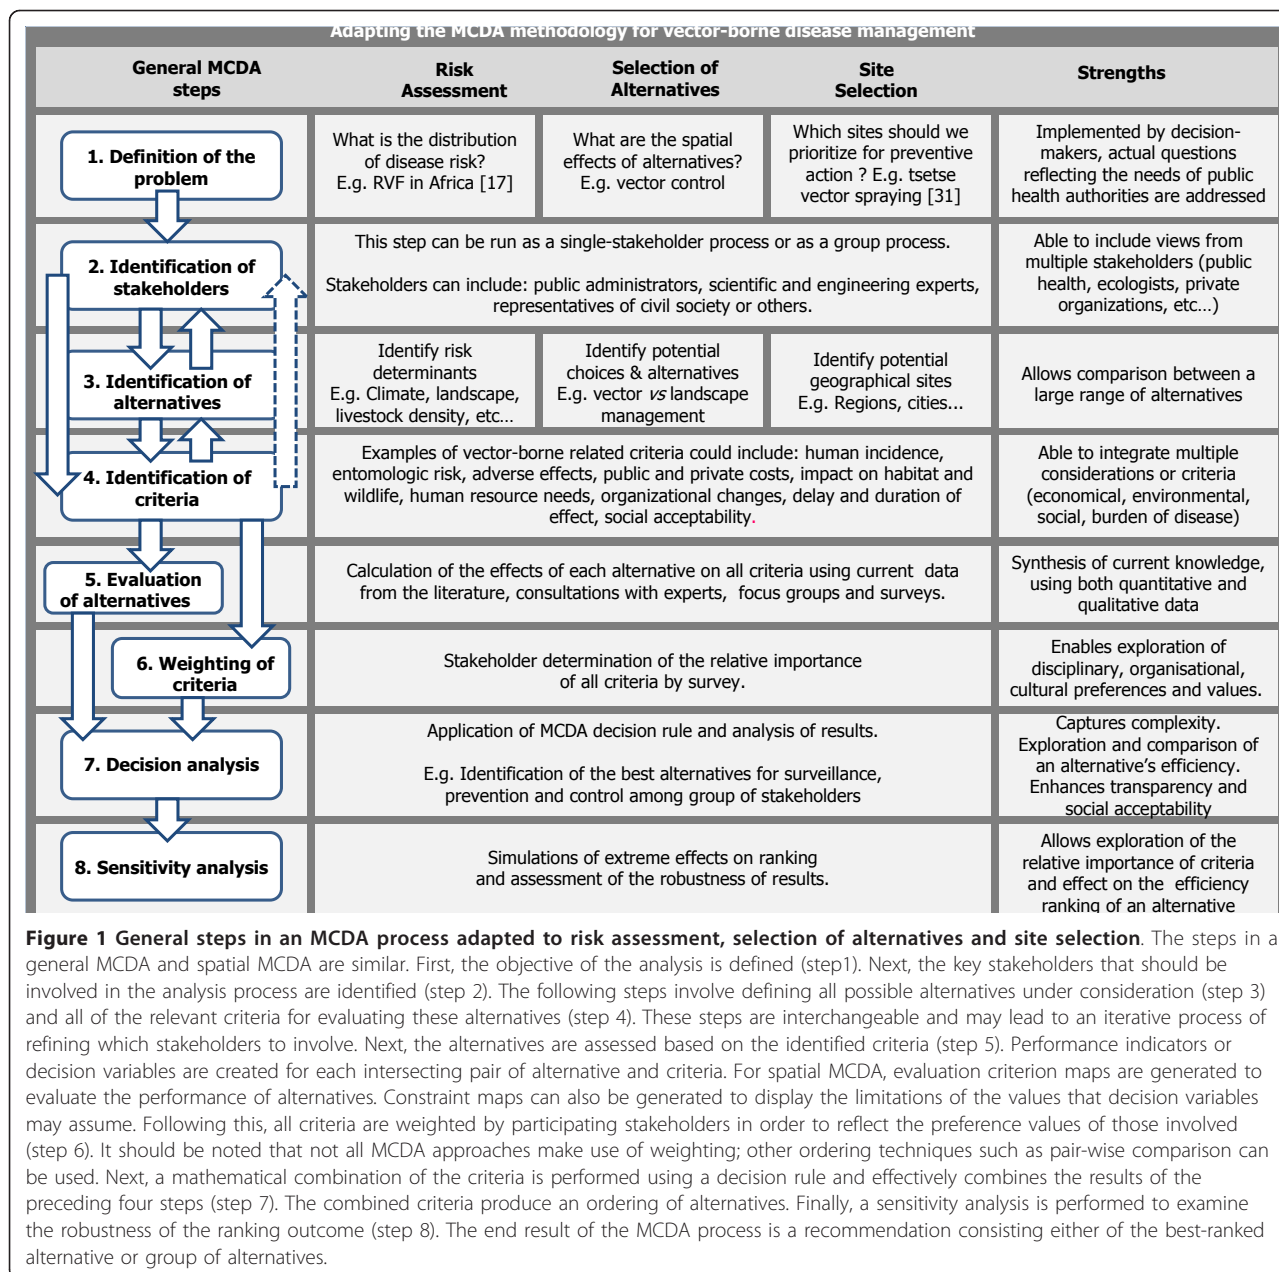 Adapting the MCDA methodology for vector-borne disease management
General MCDA
steps
Risk
Assessment
Selection of
Alternatives
Site
Selection
Strengths
1. Definition of the
problem
What is the distribution
of disease risk?
E.g. RVF in Africa [17]
What are the spatial
effects of alternatives?
E.g. vector control
Which sites should we
prioritize for preventive
action ? E.g. tsetse
vector spraying [31]
Implemented by decision-
makers, actual questions
reflecting the needs of public
health authorities are addressed
2. Identification of
stakeholders
This step can be run as a single-stakeholder process or as a group process.
Stakeholders can include: public administrators, scientific and engineering experts,
representatives of civil society or others.
Able to include views from
multiple stakeholders (public
health, ecologists, private
organizations, etc…)
3. Identification of
alternatives
Identify risk
determinants
E.g. Climate, landscape,
livestock density, etc…
Identify potential
choices & alternatives
E.g. vector vs landscape
management
Identify potential
geographical sites
E.g. Regions, cities...
Allows comparison between a
large range of alternatives
4. Identification of
criteria
Examples of vector-borne related criteria could include: human incidence,
entomologic risk, adverse effects, public and private costs, impact on habitat and
wildlife, human resource needs, organizational changes, delay and duration of
effect, social acceptability.
Able to integrate multiple
considerations or criteria
(economical, environmental,
social, burden of disease)
5. Evaluation
of alternatives
Calculation of the effects of each alternative on all criteria using current data
from the literature, consultations with experts, focus groups and surveys.
Synthesis of current knowledge,
using both quantitative and
qualitative data
6. Weighting of
criteria
Stakeholder determination of the relative importance
of all criteria by survey.
Enables exploration of
disciplinary, organisational,
cultural preferences and values.
7. Decision analysis
Application of MCDA decision rule and analysis of results.
E.g. Identification of the best alternatives for surveillance,
prevention and control among group of stakeholders
Captures complexity.
Exploration and comparison of
an alternative's efficiency.
Enhances transparency and
social acceptability
8. Sensitivity analysis
Simulations of extreme effects on ranking
and assessment of the robustness of results.
Allows exploration of the
relative importance of criteria
and effect on the efficiency
ranking of an alternative
Figure 1 General steps in an MCDA process adapted to risk assessment, selection of alternatives and site selection. The steps in a
general MCDA and spatial MCDA are similar. First, the objective of the analysis is defined (step1). Next, the key stakeholders that should be
involved in the analysis process are identified (step 2). The following steps involve defining all possible alternatives under consideration (step 3)
and all of the relevant criteria for evaluating these alternatives (step 4). These steps are interchangeable and may lead to an iterative process of
refining which stakeholders to involve. Next, the alternatives are assessed based on the identified criteria (step 5). Performance indicators or
decision variables are created for each intersecting pair of alternative and criteria. For spatial MCDA, evaluation criterion maps are generated to
evaluate the performance of alternatives. Constraint maps can also be generated to display the limitations of the values that decision variables
may assume. Following this, all criteria are weighted by participating stakeholders in order to reflect the preference values of those involved
(step 6). It should be noted that not all MCDA approaches make use of weighting; other ordering techniques such as pair-wise comparison can
be used. Next, a mathematical combination of the criteria is performed using a decision rule and effectively combines the results of the
preceding four steps (step 7). The combined criteria produce an ordering of alternatives. Finally, a sensitivity analysis is performed to examine
the robustness of the ranking outcome (step 8). The end result of the MCDA process is a recommendation consisting either of the best-ranked
alternative or group of alternatives.